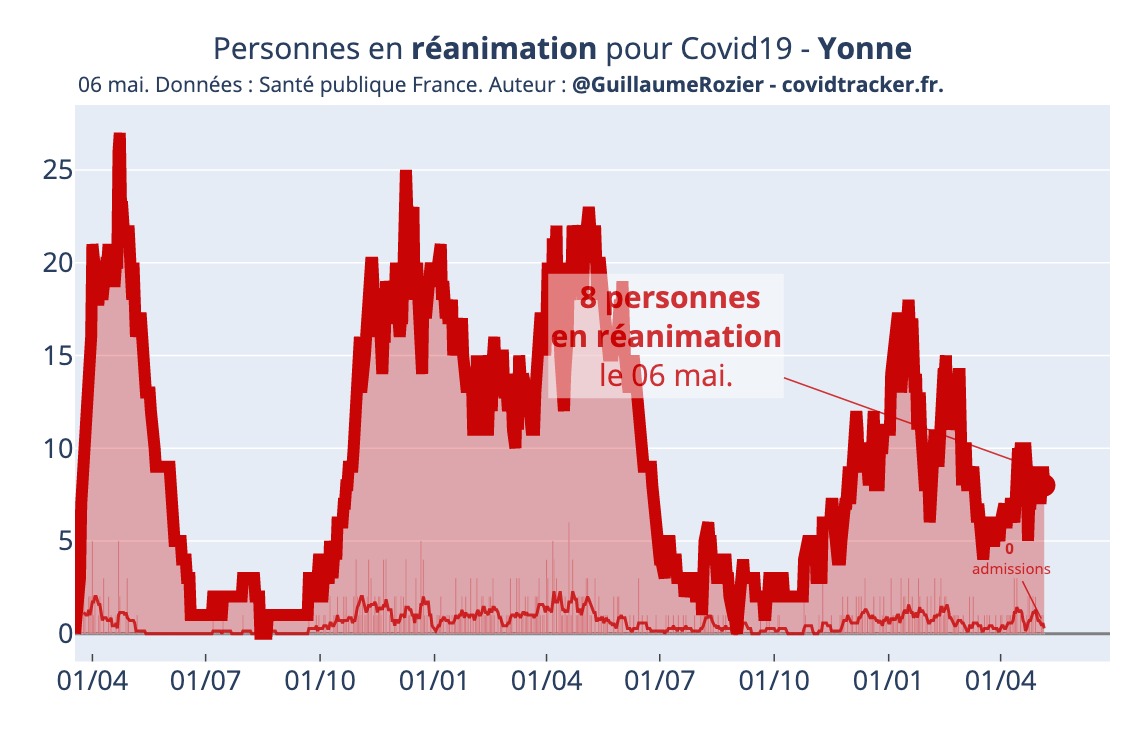 Personnes en réanimation pour Covid19 - Yonne
06 mai. Données : Santé publique France. Auteur : @GuillaumeRozier - covidtracker.fr.
25
20
15
10
5
0
8 personnes
en réanimation
le 06 mai.
0
admissions
01/04 01/07 01/10 01/01 01/04 01/07 01/10 01/01 01/04